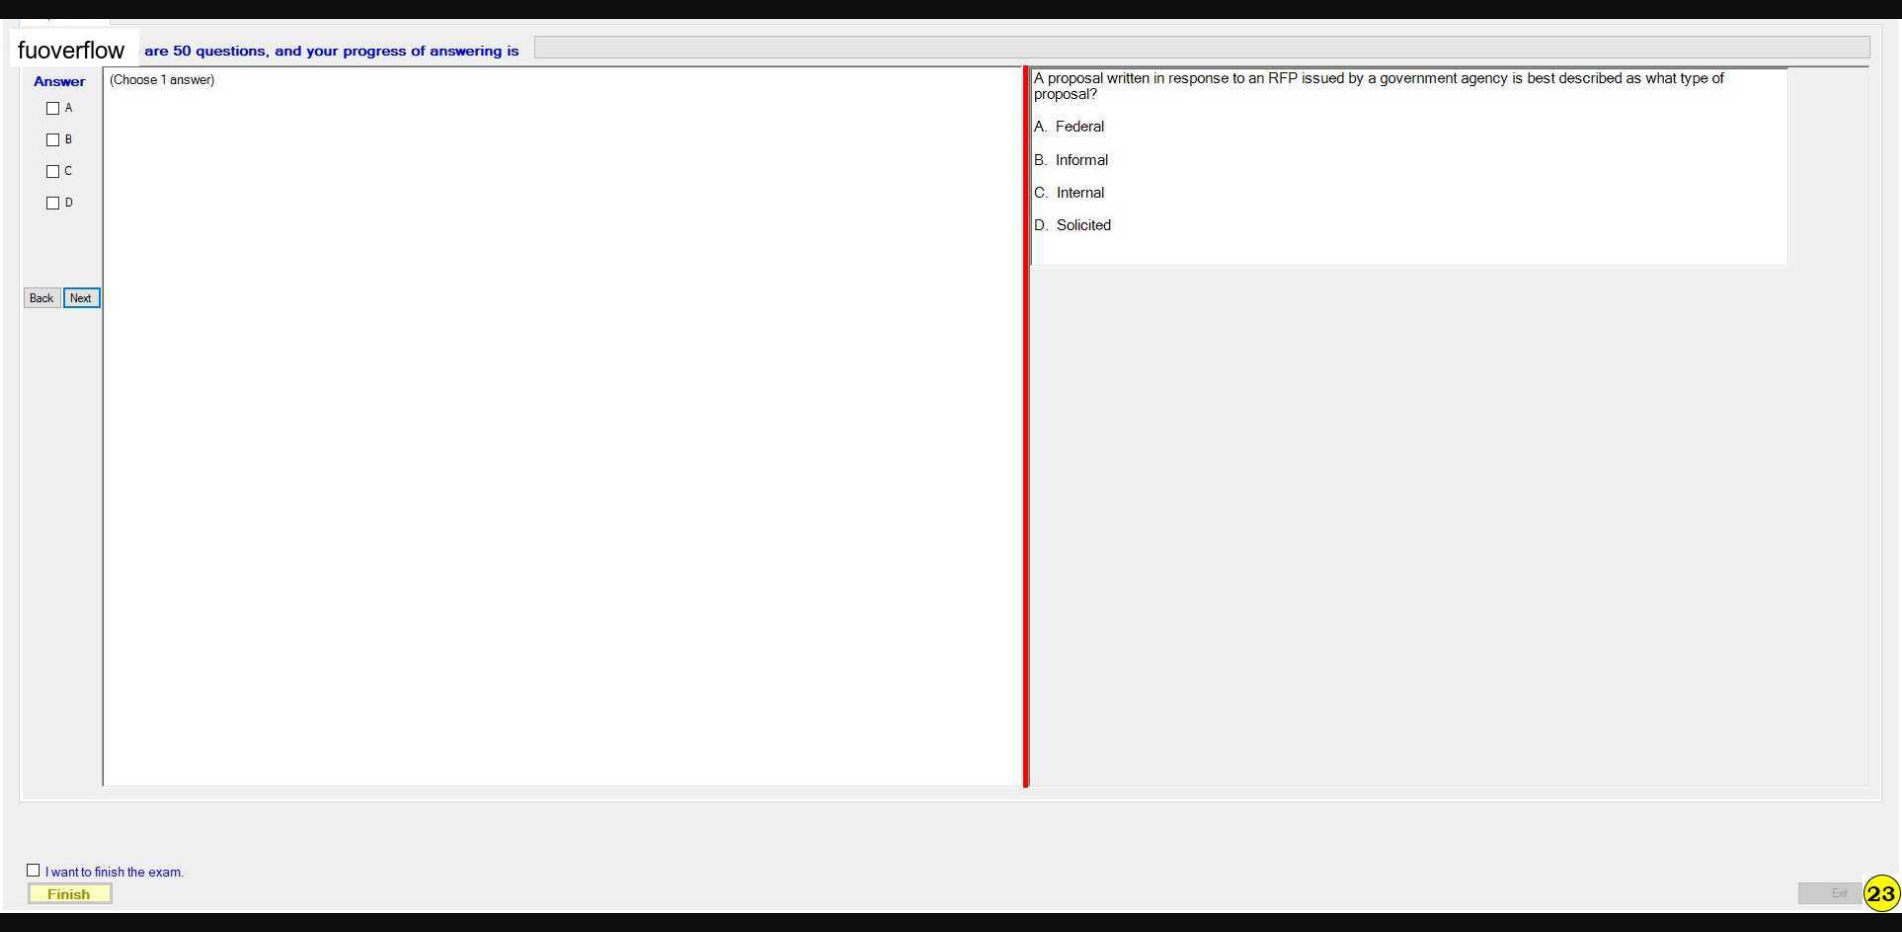 fuoverflow are 50 questions, and your progress of answering is
Answer
(Choose 1 answer)
A
B
C
D
Back Next
A proposal written in response to an RFP issued by a government agency is best described as what type of
proposal?
A. Federal
B. Informal
C. Internal
D. Solicited
I want to finish the exam.
Finish
Exit
23